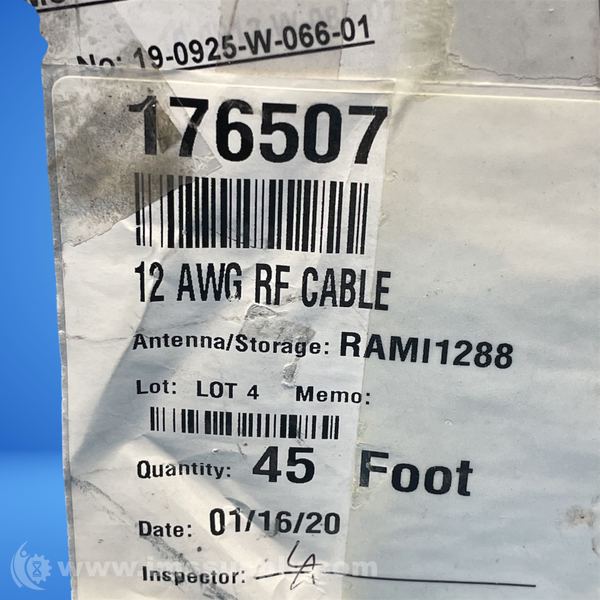 No: 19-0925-W-066-01
176507
12 AWG RF CABLE
Antenna/Storage: RAMI1288
Lot: LOT 4 Memo:
Quantity: 45 Foot
Date: 01/16/20
Inspector: LA